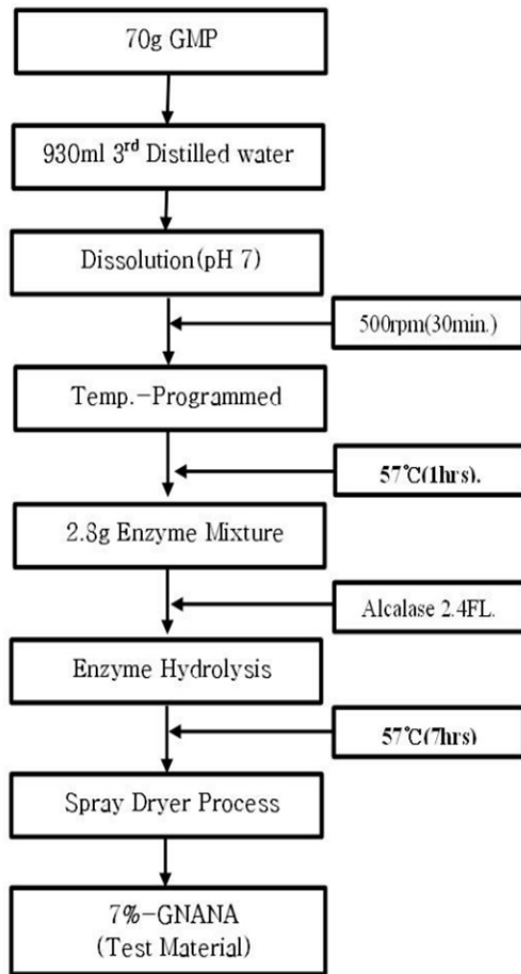 70g GMP
930ml 3rd Distilled water
Dissolution(pH 7)
500rpm(30min.)
Temp.-Programmed
57℃(1hrs).
2.8g Enzyme Mixture
Alcalase 2.4FL.
Enzyme Hydrolysis
57℃(7hrs)
Spray Dryer Process
7%-GNANA
(Test Material)